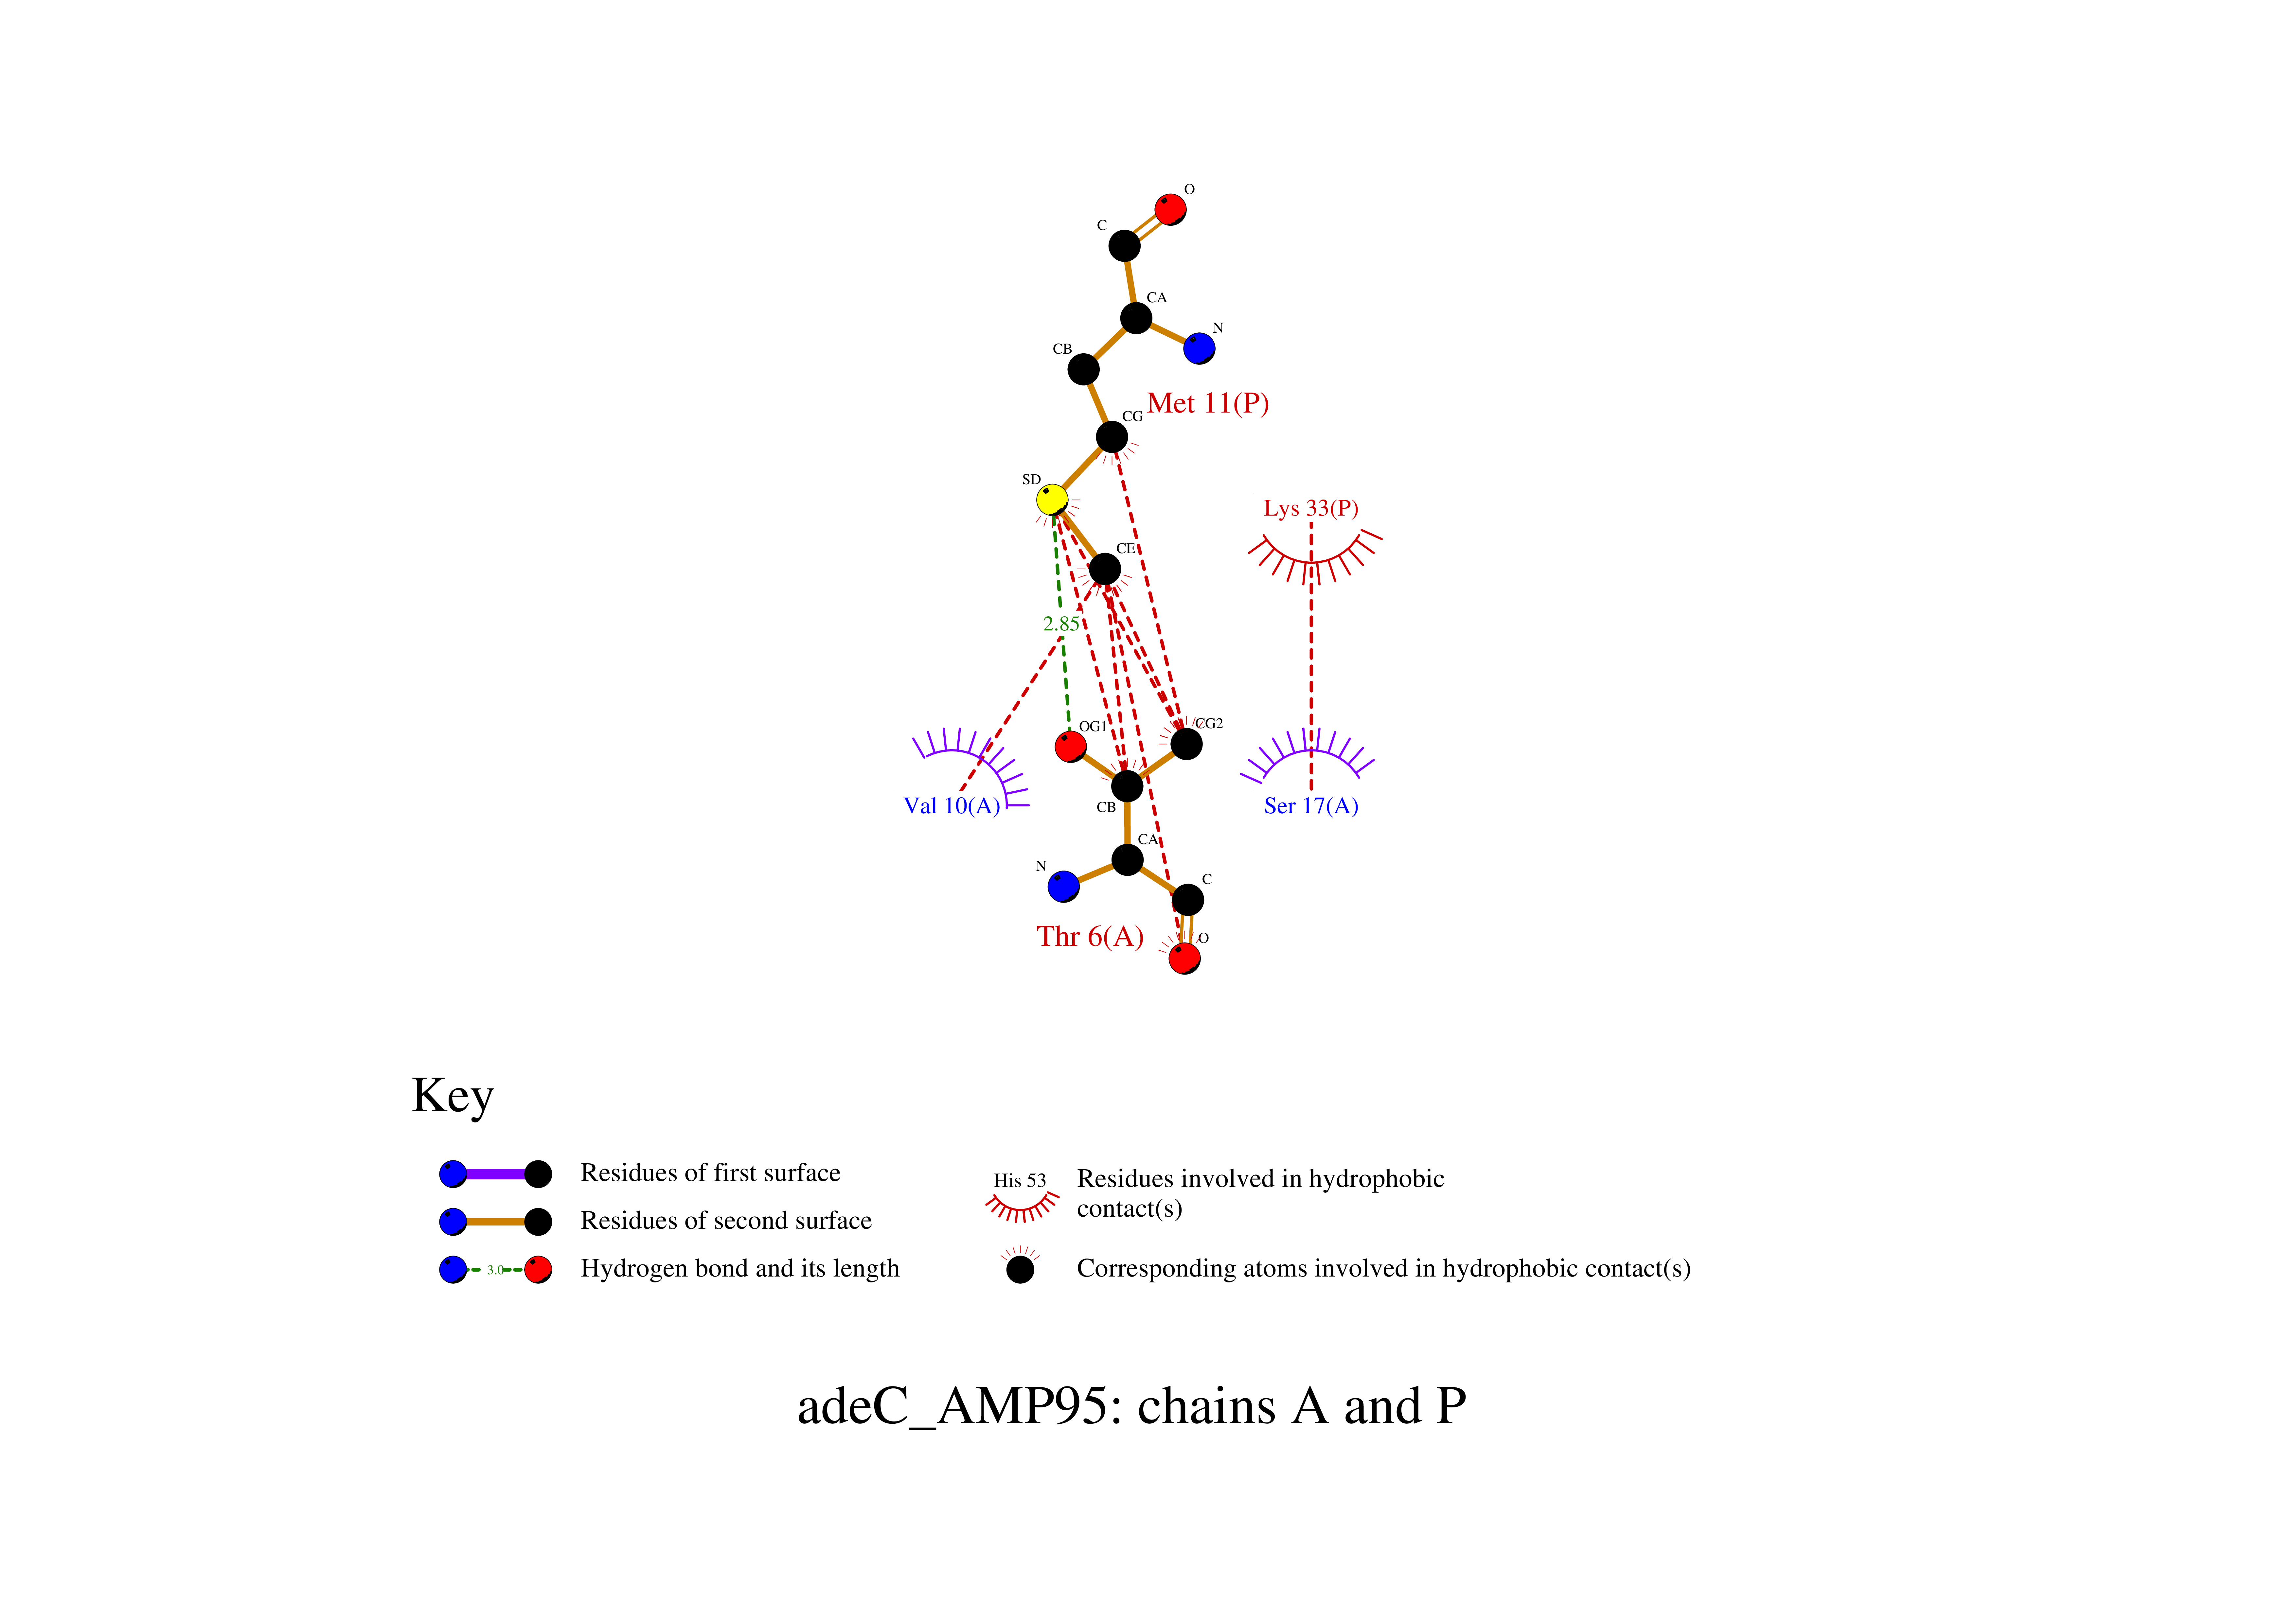 O
C
CA
N
CB
Met 11(P)
CG
SD
Lys 33(P)
CE
2.85
OG1
CG2
Val 10(A)
CB
Ser 17(A)
CA
N
C
Thr 6(A)
O
Key
Residues of first surface
Residues of second surface
3.0
Hydrogen bond and its length
His 53
Residues involved in hydrophobic
contact(s)
Corresponding atoms involved in hydrophobic contact(s)
adeC_AMP95: chains A and P